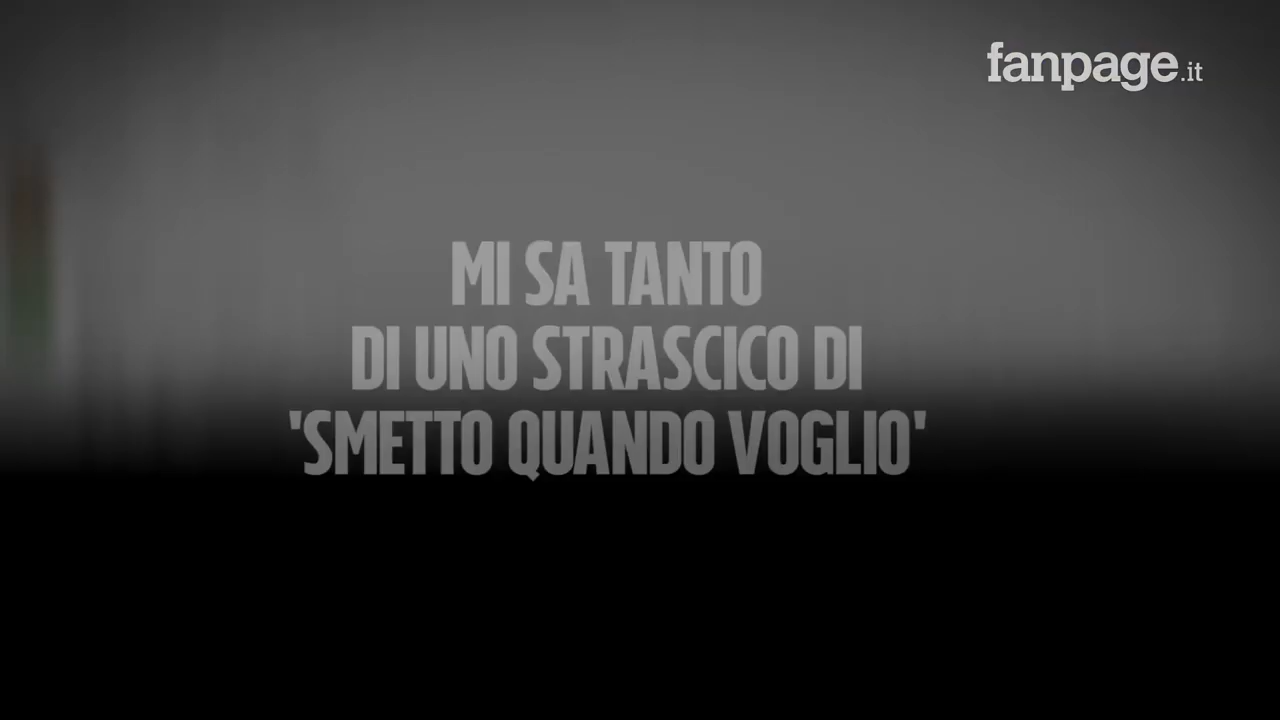 fanpage.it
MI SA TANTO
DI UNO STRASCICO DI
'SMETTO QUANDO VOGLIO'